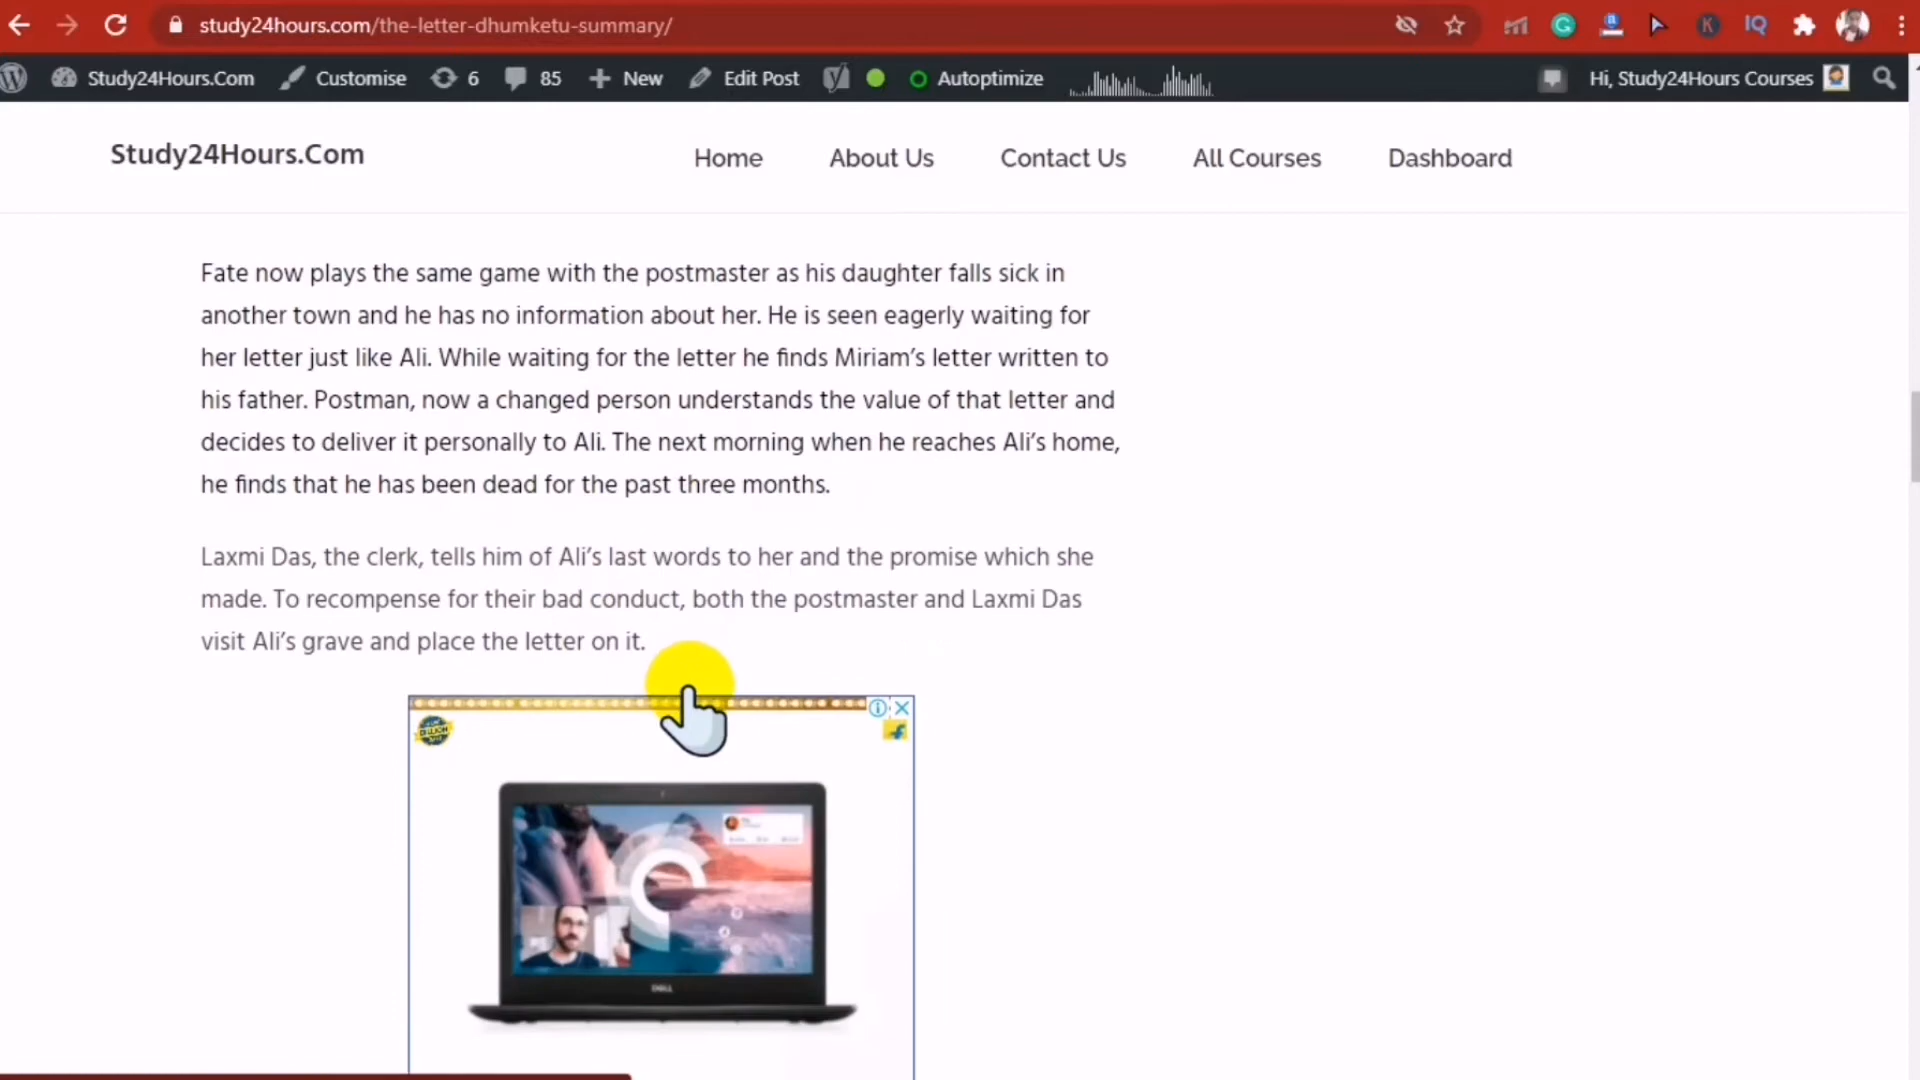 study24hours.com/the-letter-dhumketu-summary/
Study24Hours.Com Customise 6 85 New Edit Post Autoptimize Hi, Study24Hours Courses
Study24Hours.Com Home About Us Contact Us All Courses Dashboard
Fate now plays the same game with the postmaster as his daughter falls sick in
another town and he has no information about her. He is seen eagerly waiting for
her letter just like Ali. While waiting for the letter he finds Miriam’s letter written to
his father. Postman, now a changed person understands the value of that letter and
decides to deliver it personally to Ali. The next morning when he reaches Ali’s home,
he finds that he has been dead for the past three months.
Laxmi Das, the clerk, tells him of Ali’s last words to her and the promise which she
made. To recompense for their bad conduct, both the postmaster and Laxmi Das
visit Ali’s grave and place the letter on it.
DELL